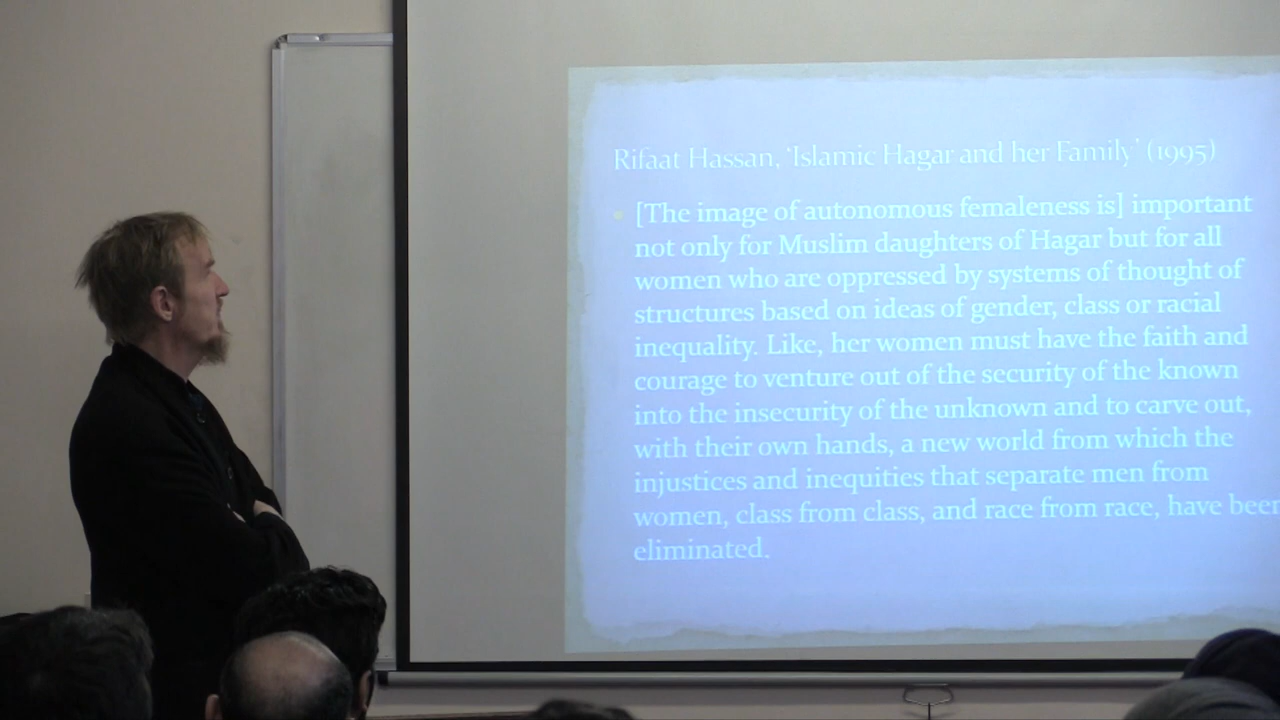 Rifaat Hassan, 'Islamic Hagar and her Family' (1995)
[The image of autonomous femaleness is] important
not only for Muslim daughters of Hagar but for all
women who are oppressed by systems of thought of
structures based on ideas of gender, class or racial
inequality. Like, her women must have the faith and
courage to venture out of the security of the known
into the insecurity of the unknown and to carve out,
with their own hands, a new world from which the
injustices and inequities that separate men from
women, class from class, and race from race, have been
eliminated.